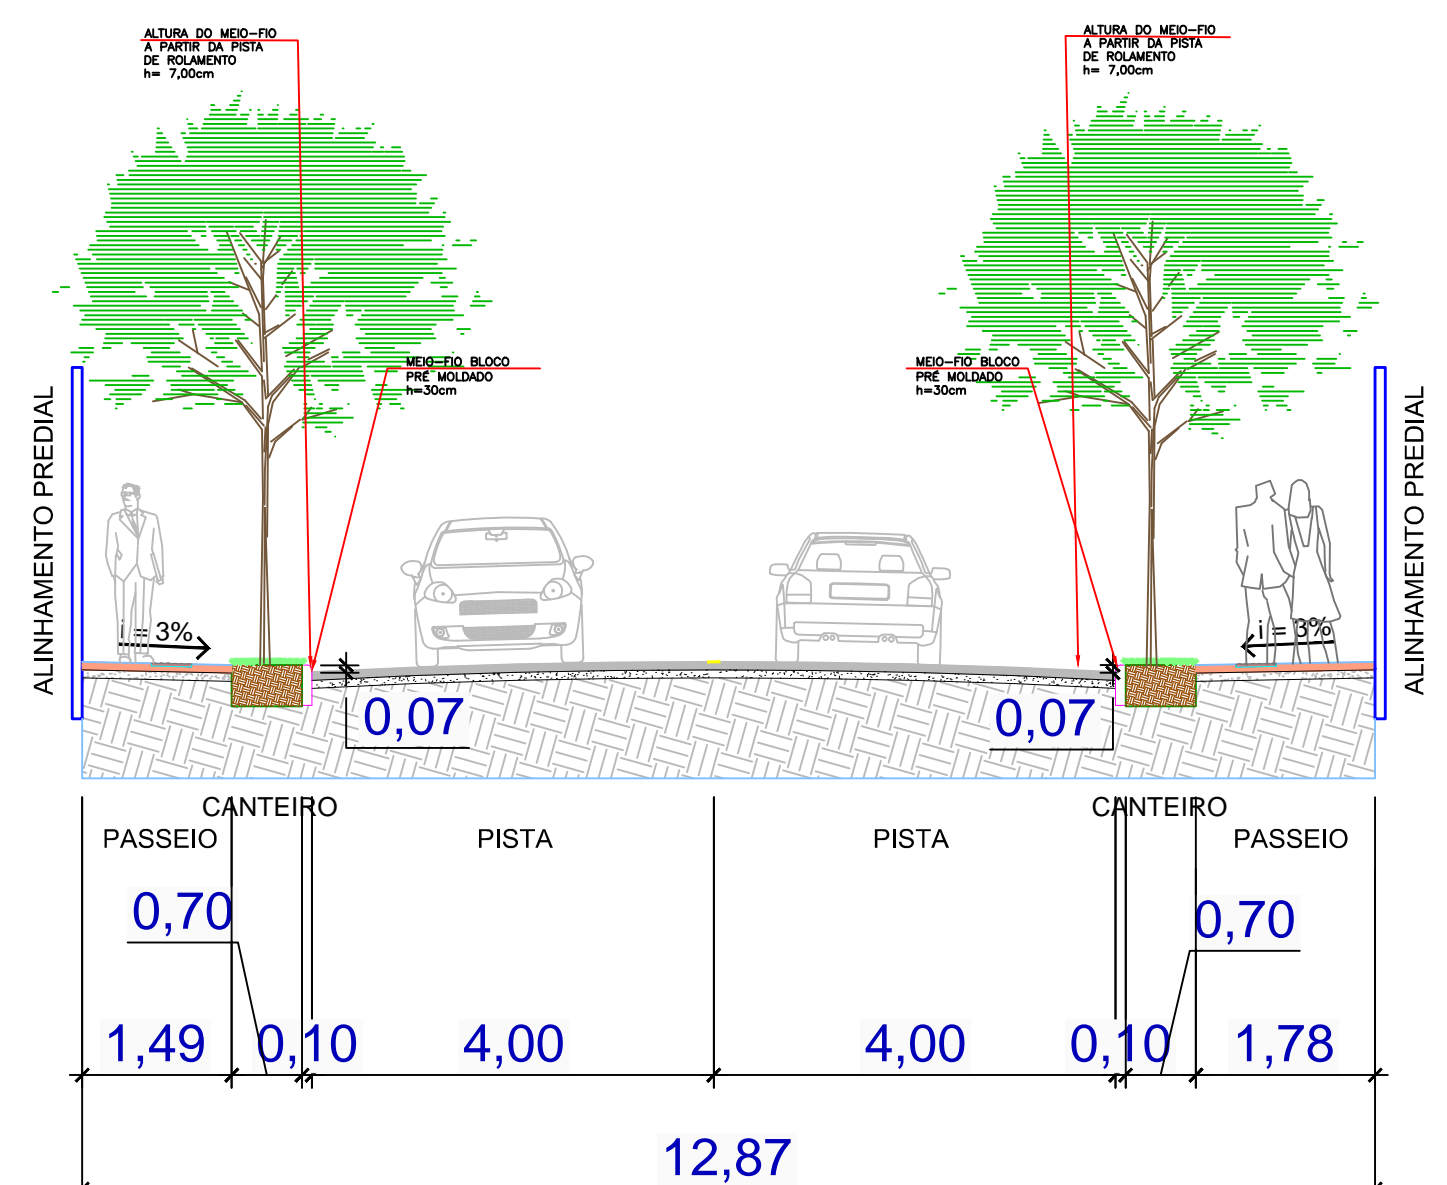 ALTURA DO MEIO-FIO
A PARTIR DA PISTA
DE ROLAMENTO
h= 7,00cm
ALTURA DO MEIO-FIO
A PARTIR DA PISTA
DE ROLAMENTO
h= 7,00cm
MEIO-FIO BLOCO
PRÉ MOLDADO
h=30cm
MEIO-FIO BLOCO
PRÉ MOLDADO
h=30cm
ALINHAMENTO PREDIAL
ALINHAMENTO PREDIAL
i = 3%
i = 3%
0,07
0,07
CANTEIRO
CANTEIRO
PASSEIO
PISTA
PISTA
PASSEIO
0,70
0,70
1,49
0,10
4,00
4,00
0,10
1,78
12,87